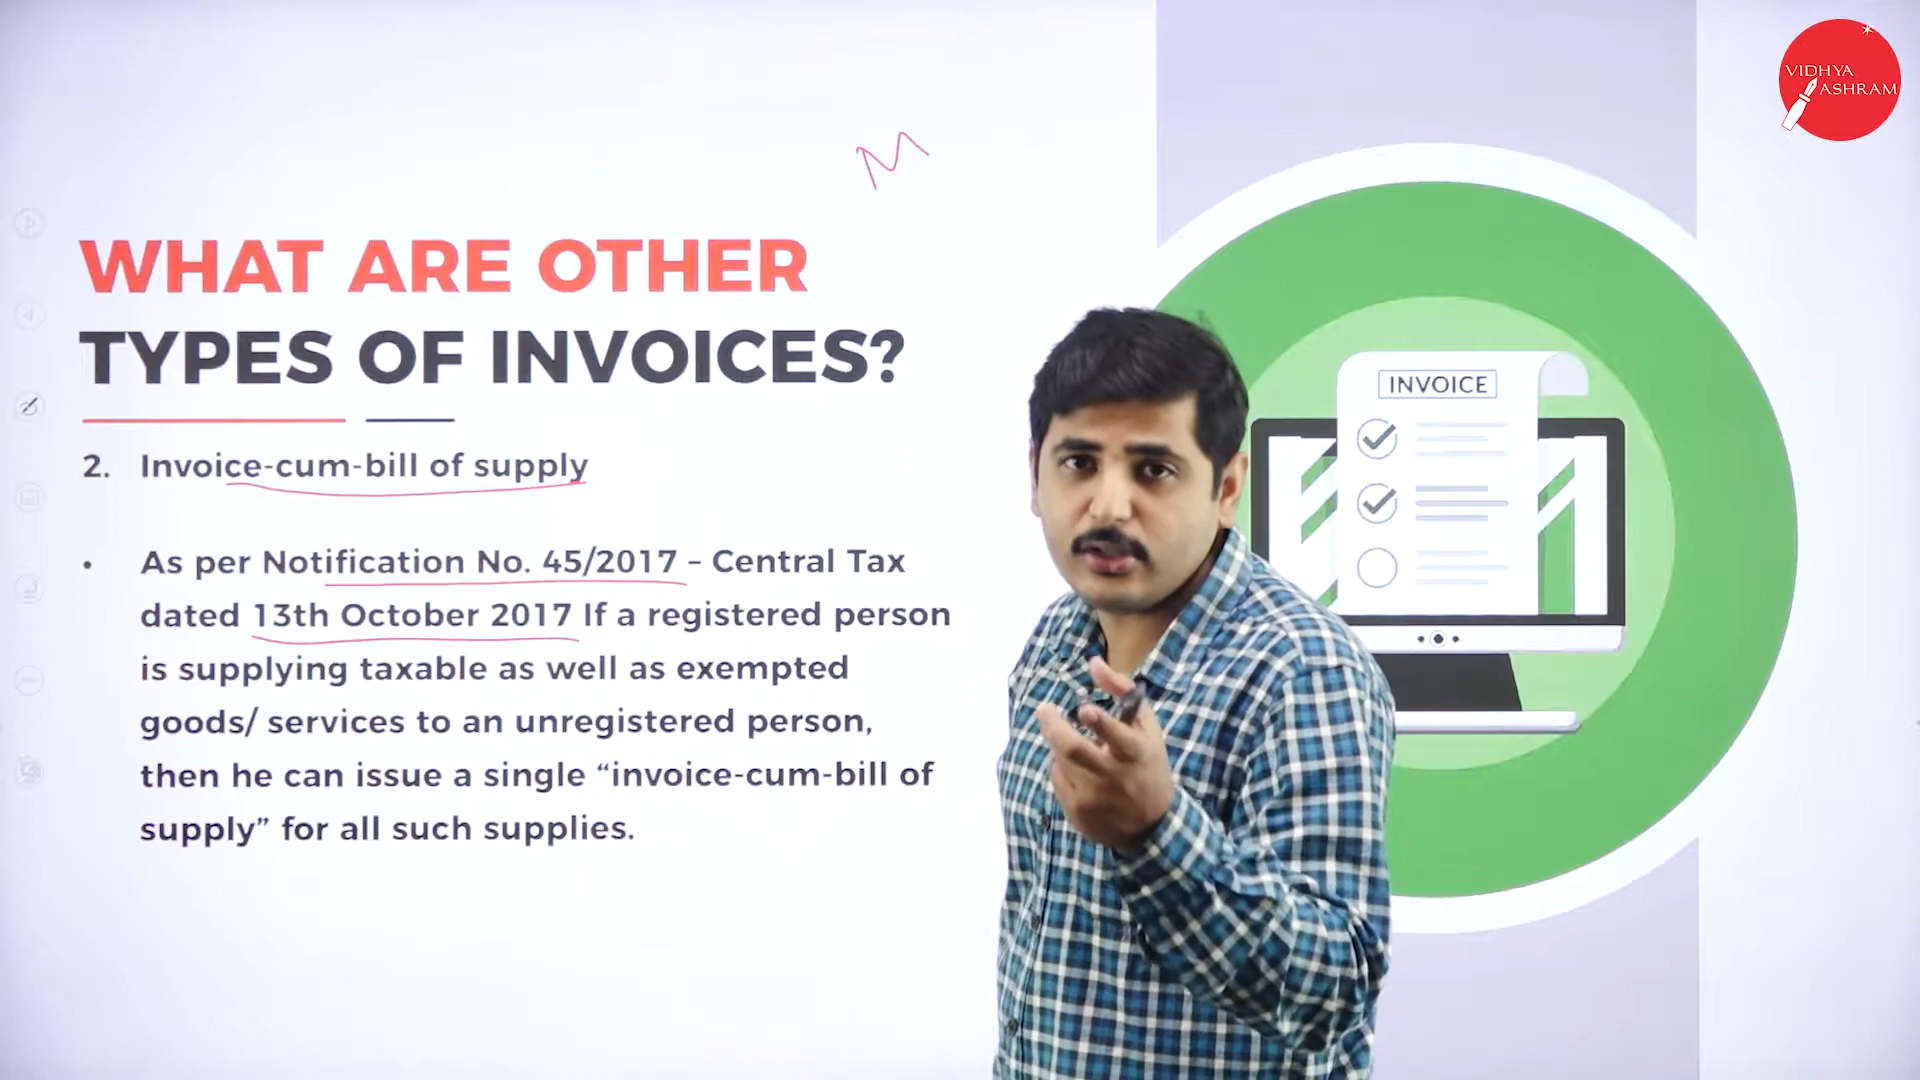 VIDHYA
ASHRAM
M
WHAT ARE OTHER
TYPES OF INVOICES?
2. Invoice-cum-bill of supply
• As per Notification No. 45/2017 – Central Tax
dated 13th October 2017 If a registered person
is supplying taxable as well as exempted
goods/ services to an unregistered person,
then he can issue a single “invoice-cum-bill of
supply” for all such supplies.
INVOICE